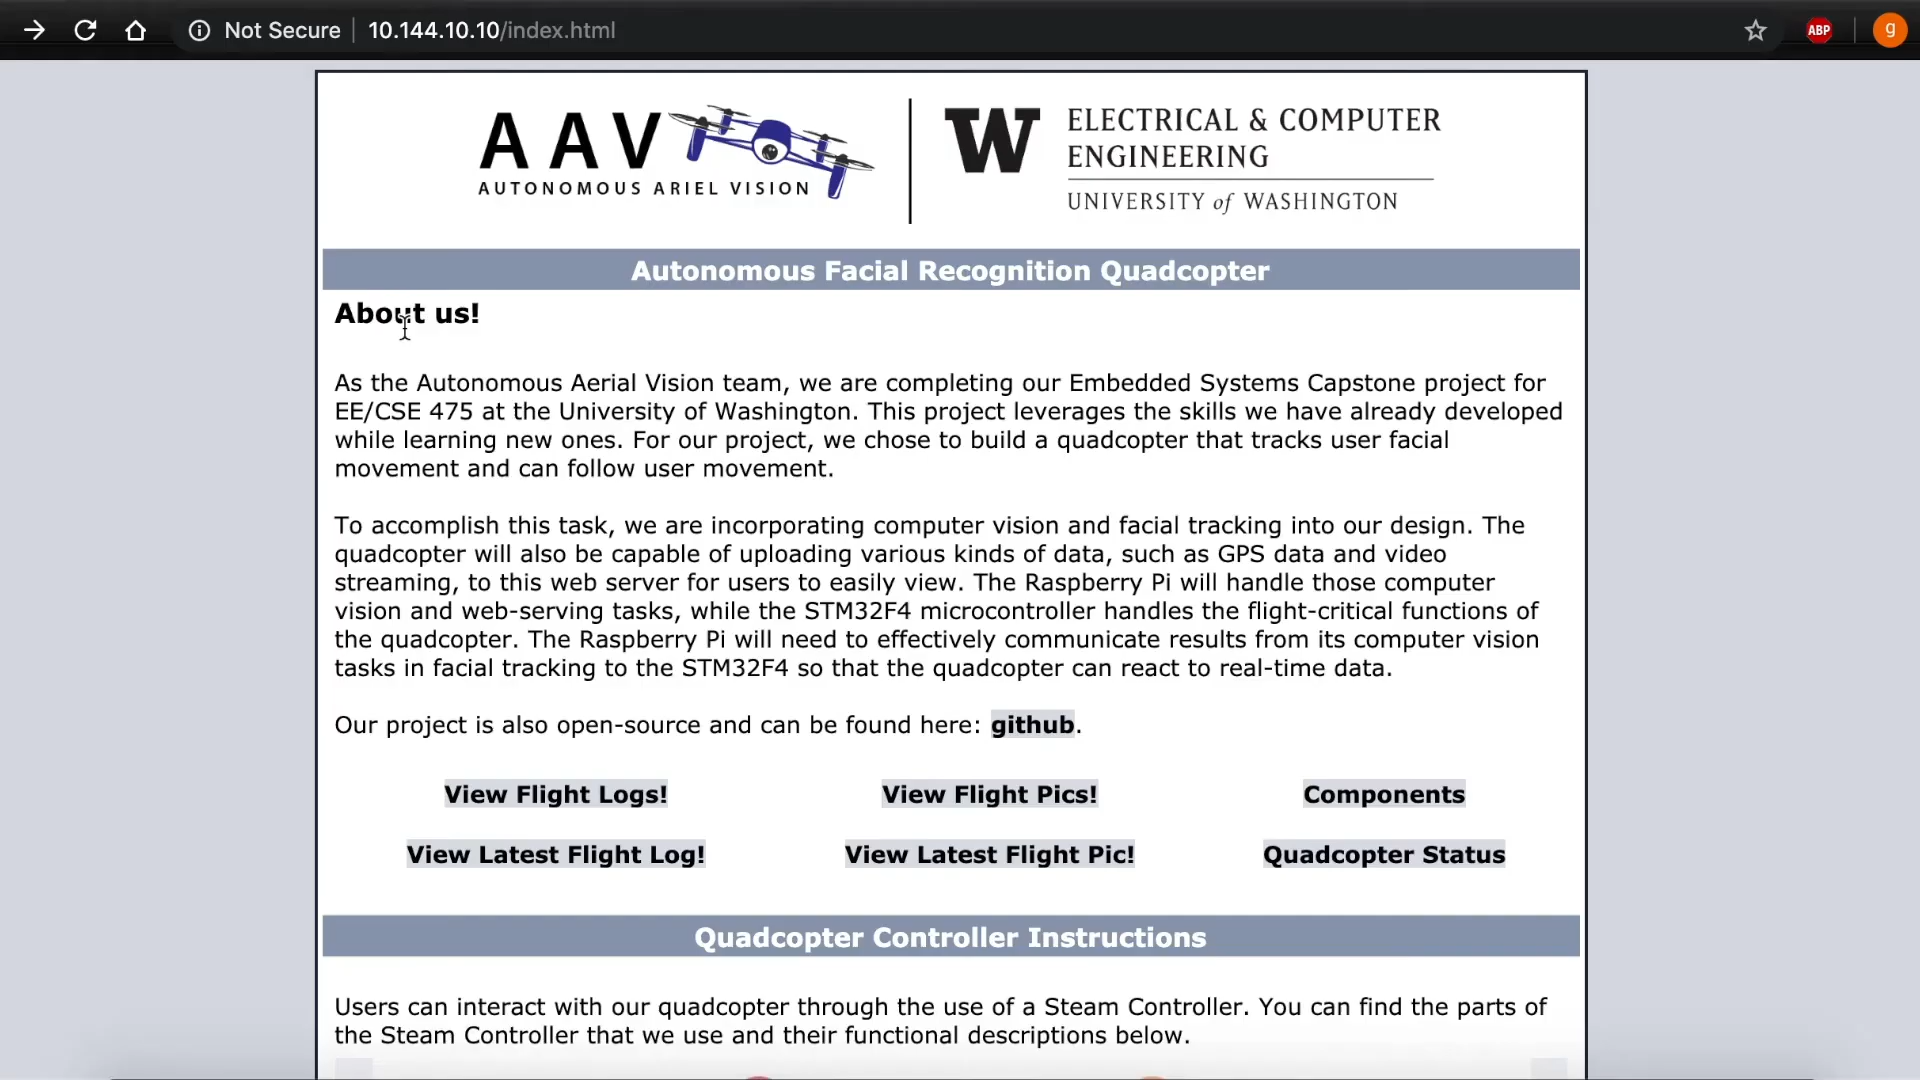 Not Secure 10.144.10.10/index.html ABP g
AAV
AUTONOMOUS ARIEL VISION
W ELECTRICAL & COMPUTER
ENGINEERING
UNIVERSITY of WASHINGTON
Autonomous Facial Recognition Quadcopter
About us!
As the Autonomous Aerial Vision team, we are completing our Embedded Systems Capstone project for
EE/CSE 475 at the University of Washington. This project leverages the skills we have already developed
while learning new ones. For our project, we chose to build a quadcopter that tracks user facial
movement and can follow user movement.
To accomplish this task, we are incorporating computer vision and facial tracking into our design. The
quadcopter will also be capable of uploading various kinds of data, such as GPS data and video
streaming, to this web server for users to easily view. The Raspberry Pi will handle those computer
vision and web-serving tasks, while the STM32F4 microcontroller handles the flight-critical functions of
the quadcopter. The Raspberry Pi will need to effectively communicate results from its computer vision
tasks in facial tracking to the STM32F4 so that the quadcopter can react to real-time data.
Our project is also open-source and can be found here: github.
View Flight Logs! View Flight Pics! Components
View Latest Flight Log! View Latest Flight Pic! Quadcopter Status
Quadcopter Controller Instructions
Users can interact with our quadcopter through the use of a Steam Controller. You can find the parts of
the Steam Controller that we use and their functional descriptions below.